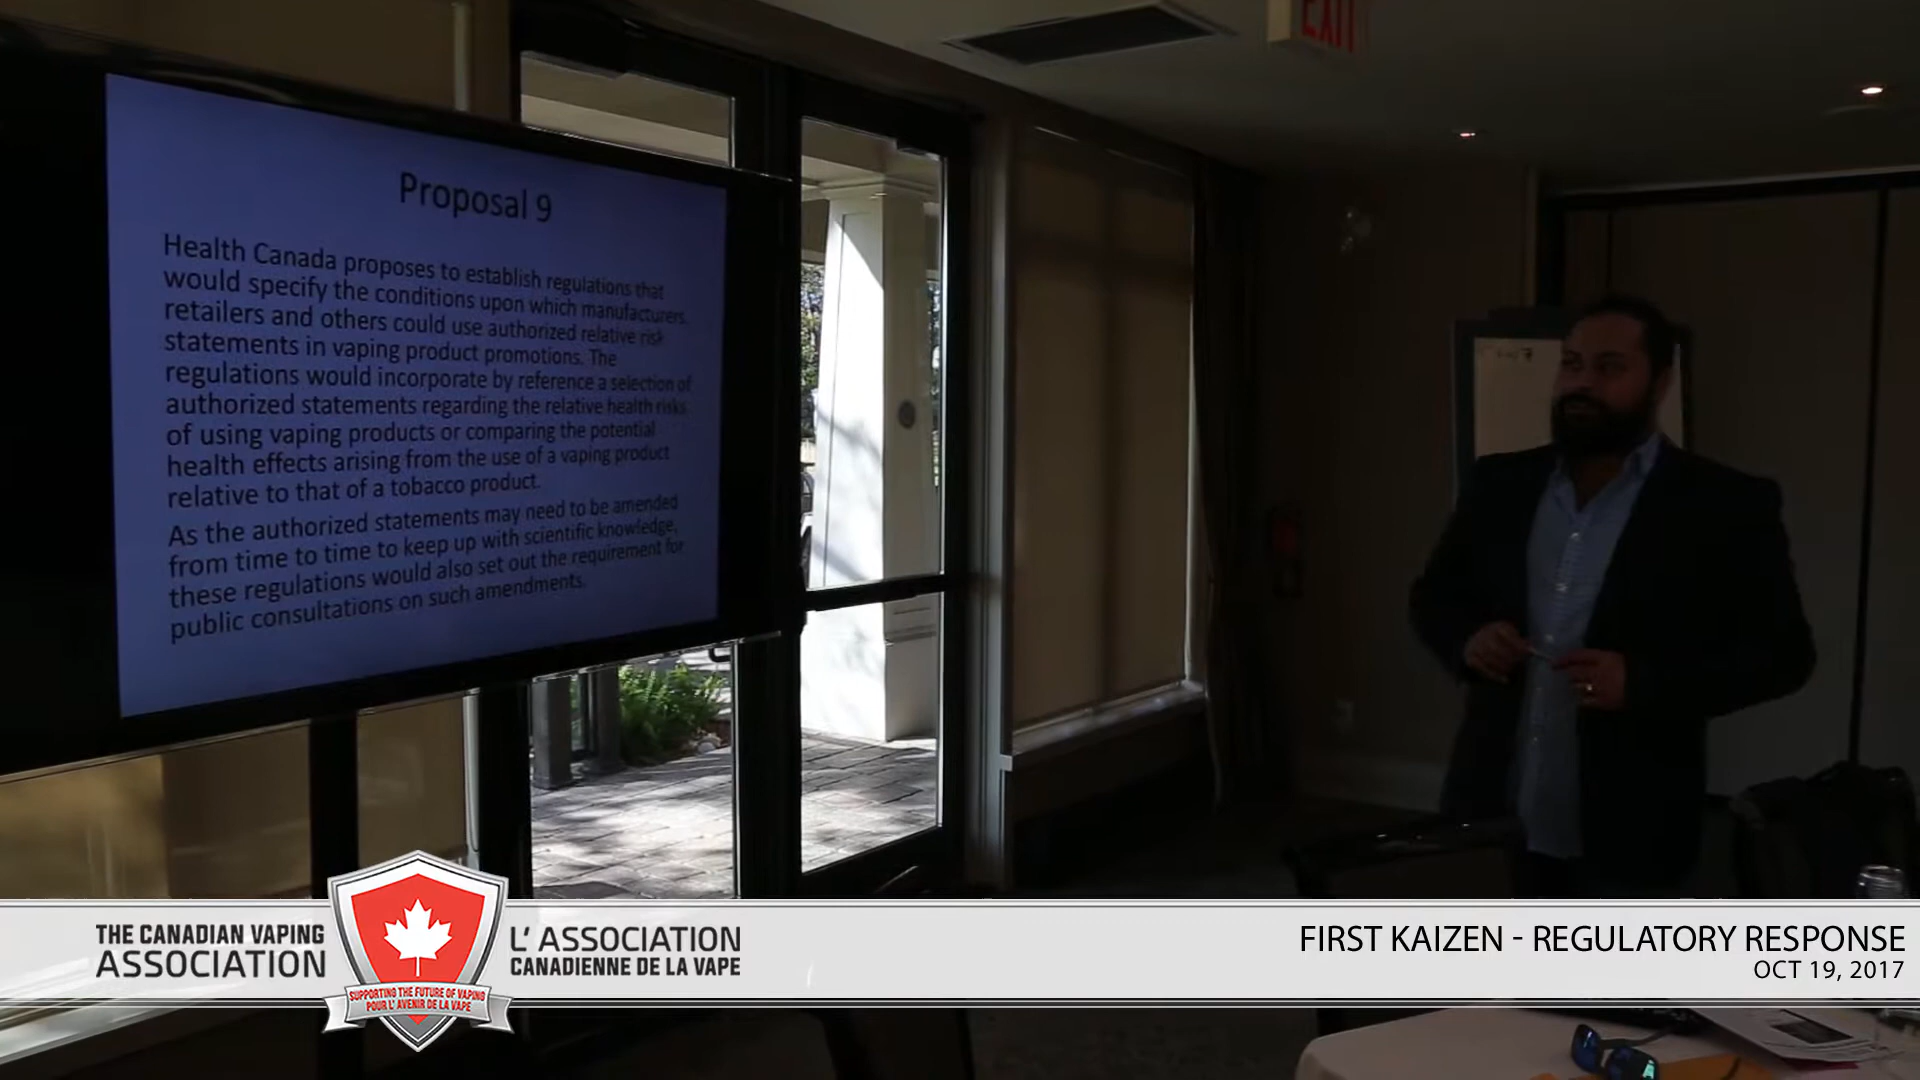 EXIT
Proposal 9
Health Canada proposes to establish regulations that
would specify the conditions upon which manufacturers,
retailers and others could use authorized relative risk
statements in vaping product promotions. The
regulations would incorporate by reference a selection of
authorized statements regarding the relative health risks
of using vaping products or comparing the potential
health effects arising from the use of a vaping product
relative to that of a tobacco product.
As the authorized statements may need to be amended
from time to time to keep up with scientific knowledge,
these regulations would also set out the requirement for
public consultations on such amendments.
THE CANADIAN VAPING
ASSOCIATION
SUPPORTING THE FUTURE OF VAPING
POUR L'AVENIR DE LA VAPE
L'ASSOCIATION
CANADIENNE DE LA VAPE
FIRST KAIZEN - REGULATORY RESPONSE
OCT 19, 2017